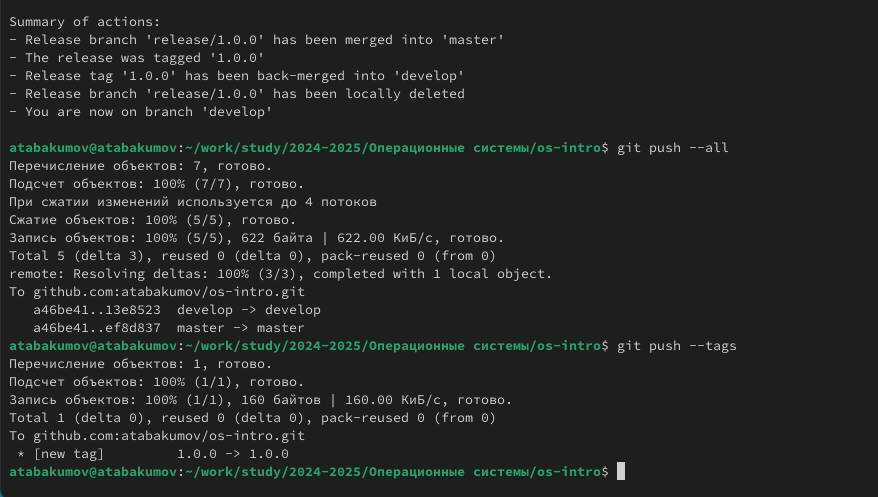 Summary of actions:
- Release branch 'release/1.0.0' has been merged into 'master'
- The release was tagged '1.0.0'
- Release tag '1.0.0' has been back-merged into 'develop'
- Release branch 'release/1.0.0' has been locally deleted
- You are now on branch 'develop'
atabakumov@atabakumov:~/work/study/2024-2025/Операционные системы/os-intro$ git push --all
Перечисление объектов: 7, готово.
Подсчет объектов: 100% (7/7), готово.
При сжатии изменений используется до 4 потоков
Сжатие объектов: 100% (5/5), готово.
Запись объектов: 100% (5/5), 622 байта | 622.00 КиБ/с, готово.
Total 5 (delta 3), reused 0 (delta 0), pack-reused 0 (from 0)
remote: Resolving deltas: 100% (3/3), completed with 1 local object.
To github.com:atabakumov/os-intro.git
   a46be41..13e8523  develop -> develop
   a46be41..ef8d837  master -> master
atabakumov@atabakumov:~/work/study/2024-2025/Операционные системы/os-intro$ git push --tags
Перечисление объектов: 1, готово.
Подсчет объектов: 100% (1/1), готово.
Запись объектов: 100% (1/1), 160 байтов | 160.00 КиБ/с, готово.
Total 1 (delta 0), reused 0 (delta 0), pack-reused 0 (from 0)
To github.com:atabakumov/os-intro.git
 * [new tag]         1.0.0 -> 1.0.0
atabakumov@atabakumov:~/work/study/2024-2025/Операционные системы/os-intro$